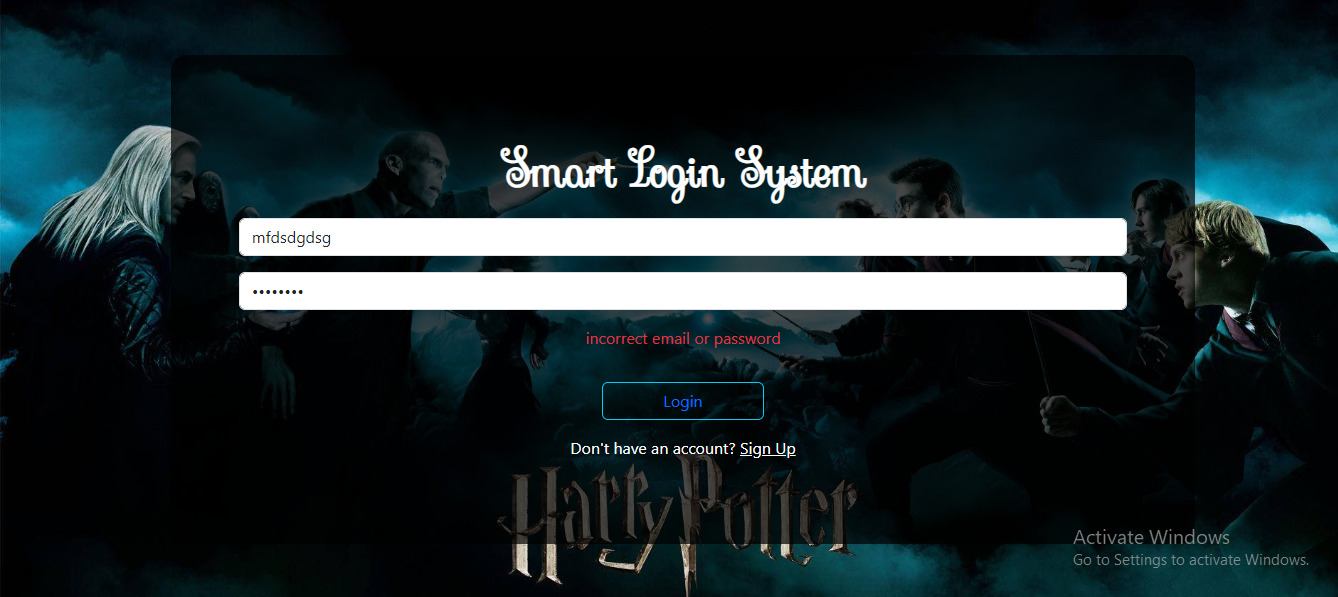 Smart Login System
mfdsdgdsg
••••••••
incorrect email or password
Login
Don't have an account? Sign Up
Harry Potter
Activate Windows
Go to Settings to activate Windows.